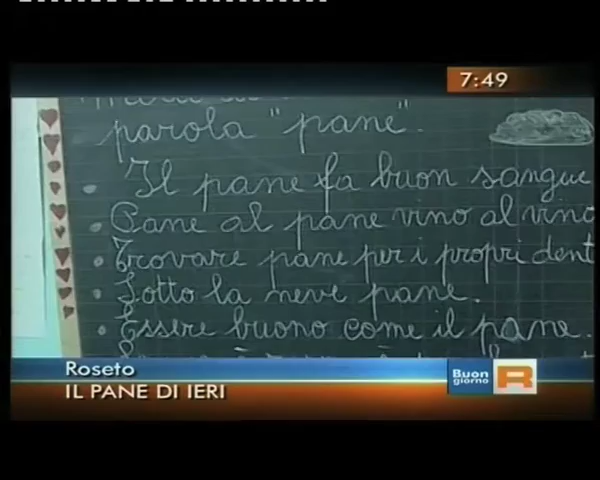 7:49
parola "pane".
Il pane fa buon sangue
Pane al pane vino al vino
Trovare pane per i propri dent
Sotto la neve pane.
Essere buono come il pane.
Roseto
IL PANE DI IERI
Buon
giorno
R